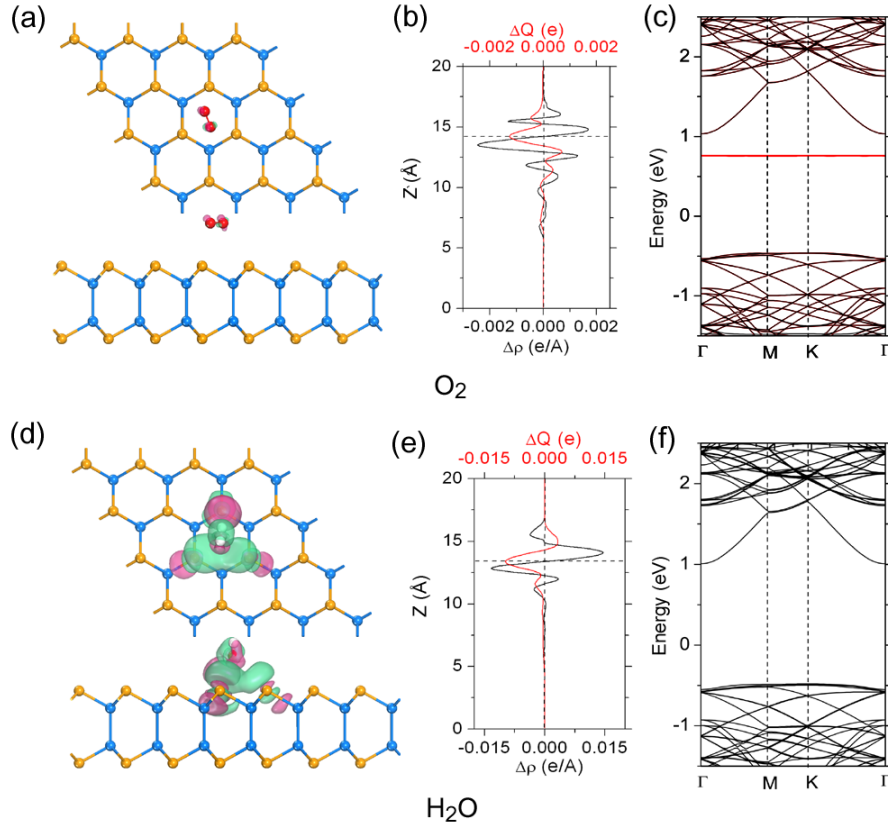 (a)
(b)
ΔQ (e)
-0.002 0.000 0.002
20
15
10
5
0
Z (Å)
-0.002 0.000 0.002
Δρ (e/A)
(c)
2
1
0
-1
Energy (eV)
Γ M K Γ
O2
(d)
(e)
ΔQ (e)
-0.015 0.000 0.015
20
15
10
5
0
Z (Å)
-0.015 0.000 0.015
Δρ (e/A)
(f)
2
1
0
-1
Energy (eV)
Γ M K Γ
H2O